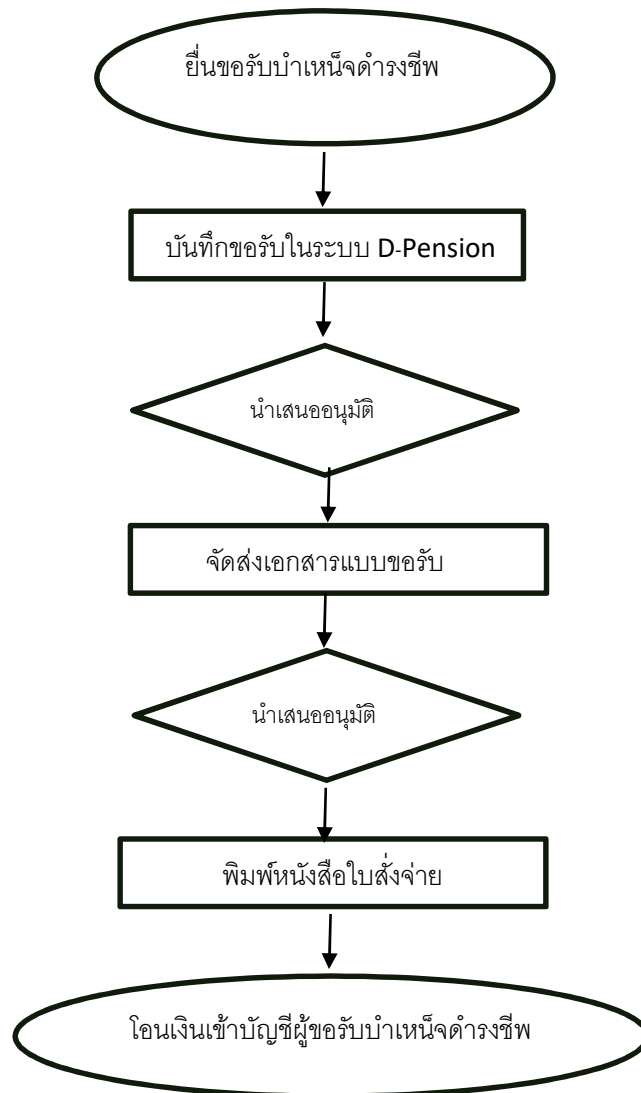 ยื่นขอรับบำเหน็จดำรงชีพ
บันทึกขอรับในระบบ D-Pension
นำเสนออนุมัติ
จัดส่งเอกสารแบบขอรับ
นำเสนออนุมัติ
พิมพ์หนังสือใบสั่งจ่าย
โอนเงินเข้าบัญชีผู้ขอรับบำเหน็จดำรงชีพ